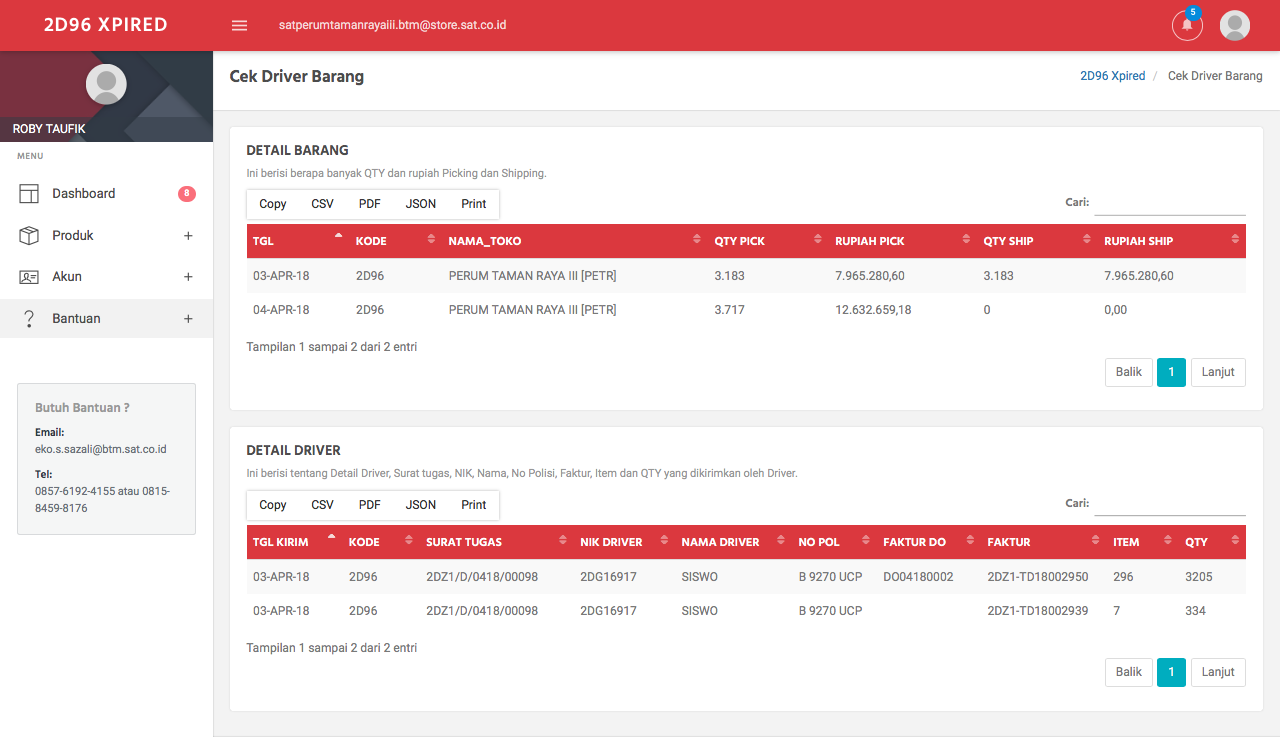 2D96 XPIRED
satperumtamanrayaiii.btm@store.sat.co.id
5
ROBY TAUFIK
MENU
Dashboard 8
Produk +
Akun +
Bantuan +
Butuh Bantuan ?
Email:
eko.s.sazali@btm.sat.co.id
Tel:
0857-6192-4155 atau 0815-
8459-8176
Cek Driver Barang
2D96 Xpired / Cek Driver Barang
DETAIL BARANG
Ini berisi berapa banyak QTY dan rupiah Picking dan Shipping.
Copy CSV PDF JSON Print
Cari:
TGL KODE NAMA_TOKO QTY PICK RUPIAH PICK QTY SHIP RUPIAH SHIP
03-APR-18 2D96 PERUM TAMAN RAYA III [PETR] 3.183 7.965.280,60 3.183 7.965.280,60
04-APR-18 2D96 PERUM TAMAN RAYA III [PETR] 3.717 12.632.659,18 0 0,00
Tampilan 1 sampai 2 dari 2 entri
Balik 1 Lanjut
DETAIL DRIVER
Ini berisi tentang Detail Driver, Surat tugas, NIK, Nama, No Polisi, Faktur, Item dan QTY yang dikirimkan oleh Driver.
Copy CSV PDF JSON Print
Cari:
TGL KIRIM KODE SURAT TUGAS NIK DRIVER NAMA DRIVER NO POL FAKTUR DO FAKTUR ITEM QTY
03-APR-18 2D96 2DZ1/D/0418/00098 2DG16917 SISWO B 9270 UCP DO04180002 2DZ1-TD18002950 296 3205
03-APR-18 2D96 2DZ1/D/0418/00098 2DG16917 SISWO B 9270 UCP 2DZ1-TD18002939 7 334
Tampilan 1 sampai 2 dari 2 entri
Balik 1 Lanjut